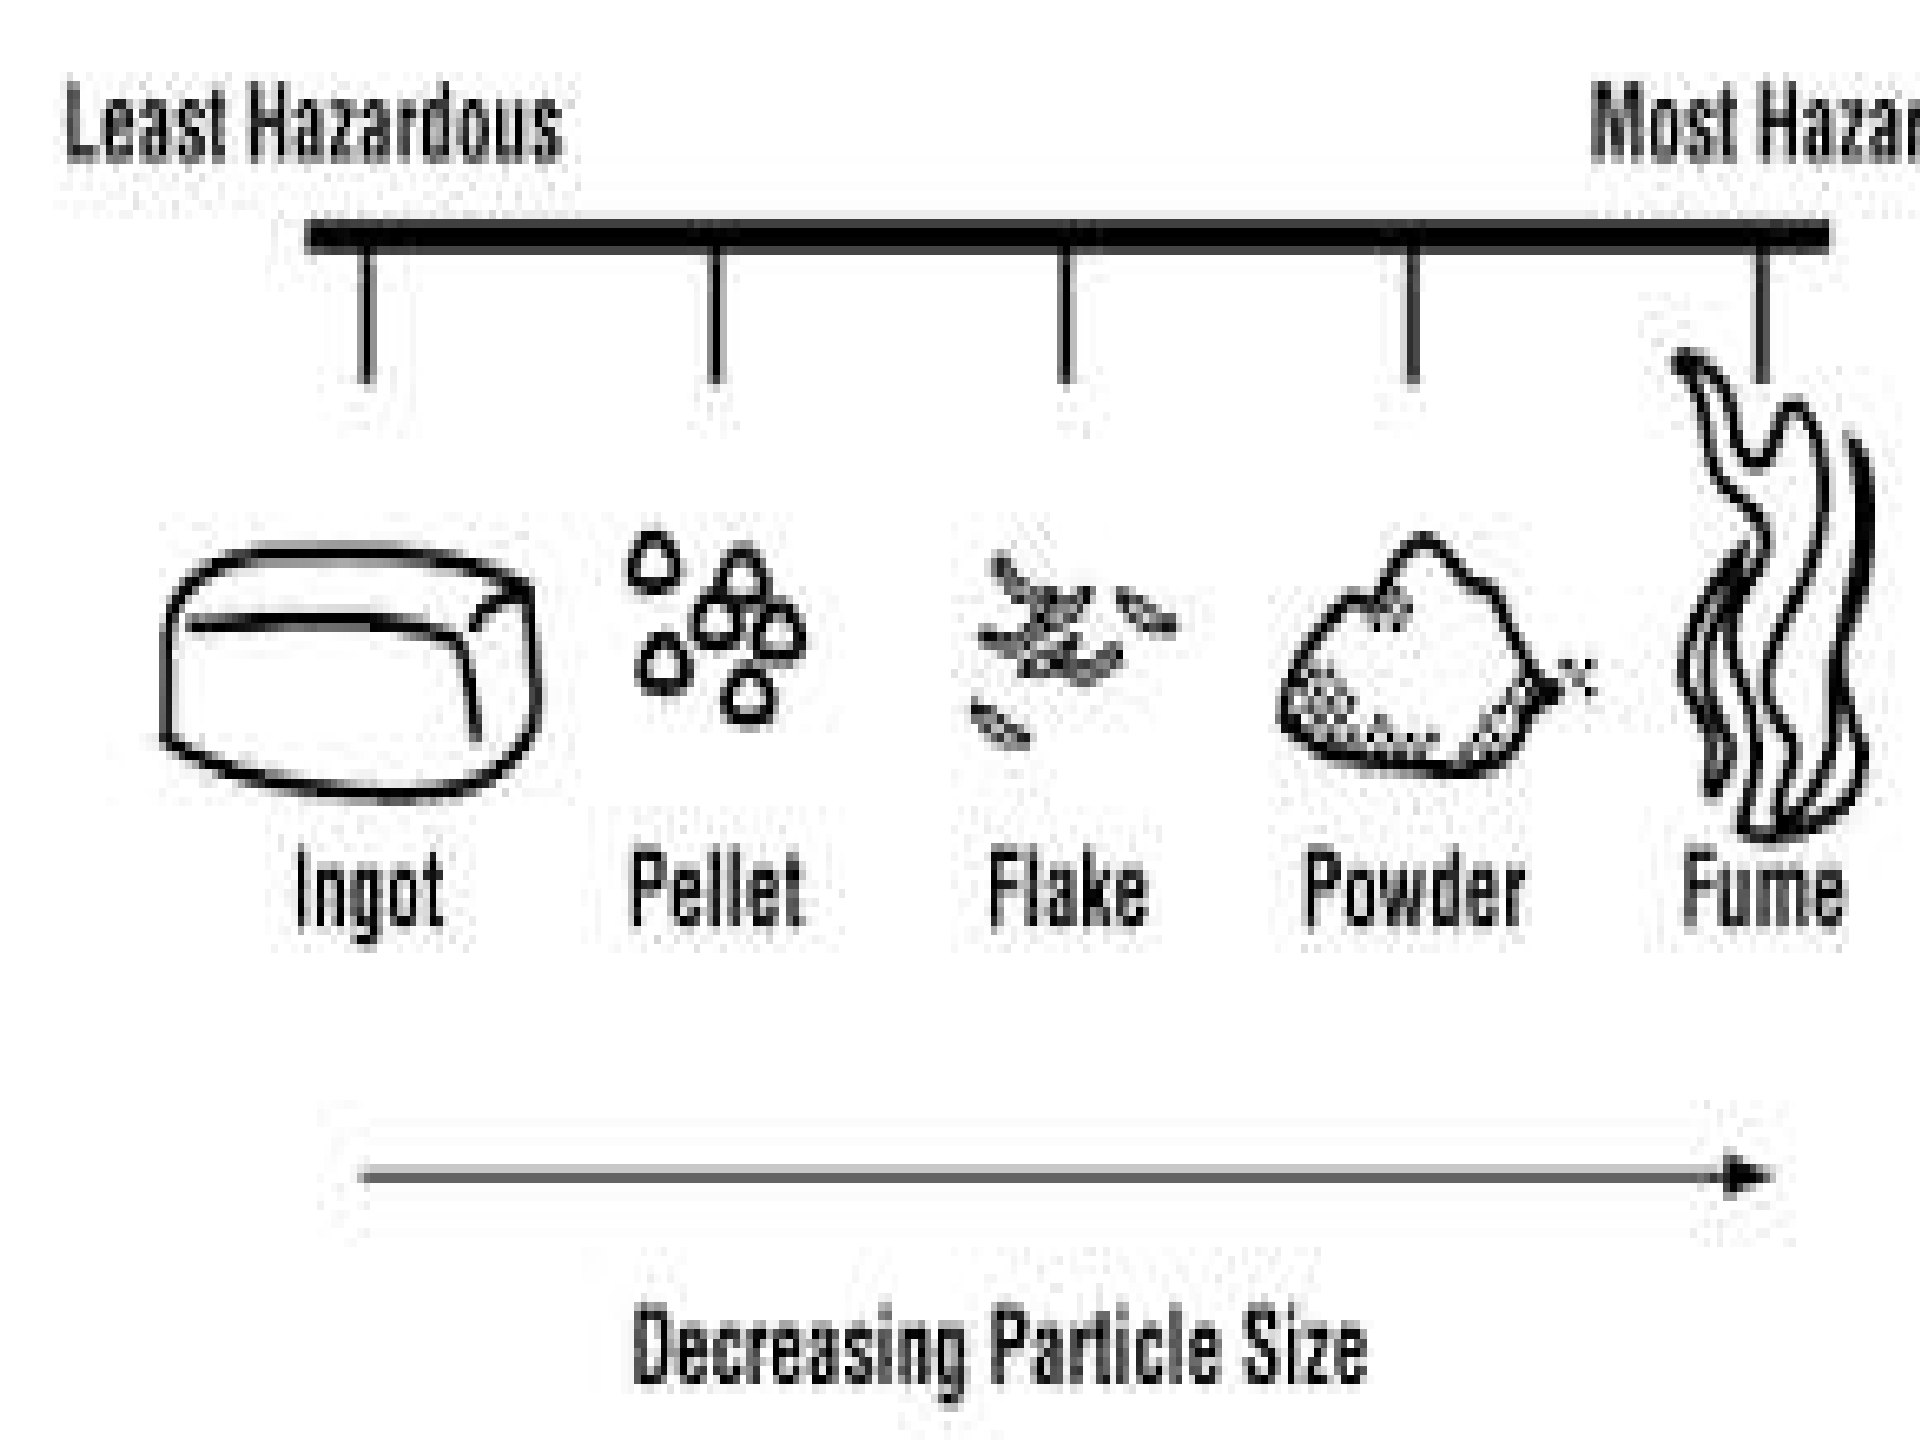 Least Hazardous
Most Hazar
Ingot
Pellet
Flake
Powder
Fume
Decreasing Particle Size